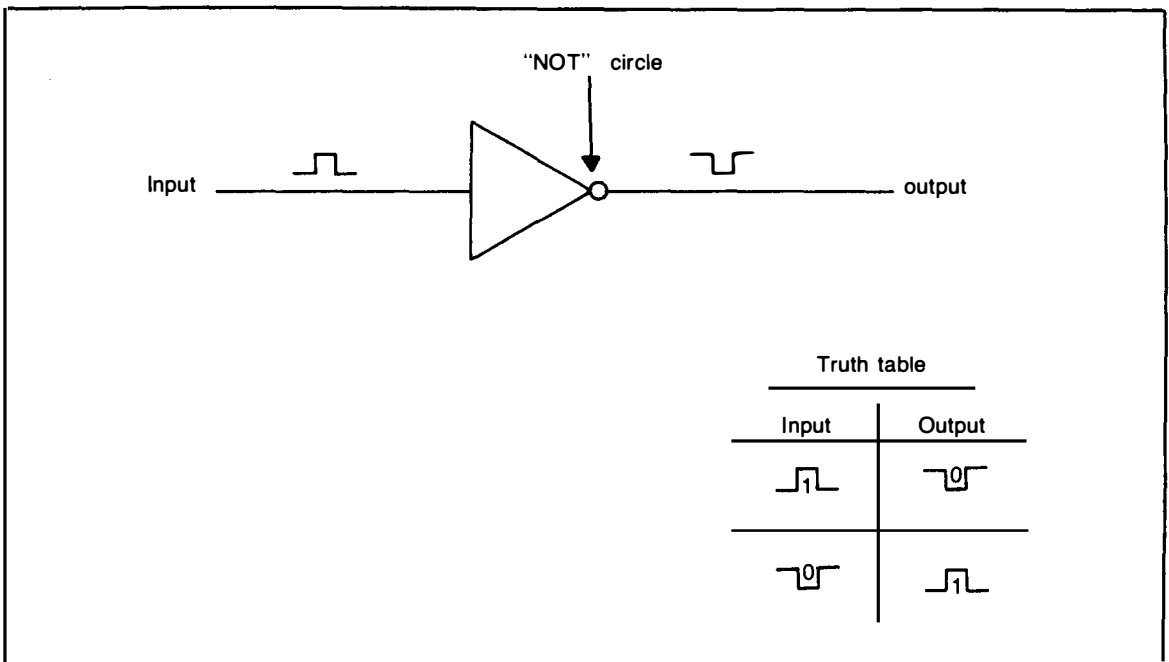 "NOT" circle
Input
output
Truth table
Input Output
1 0
0 1